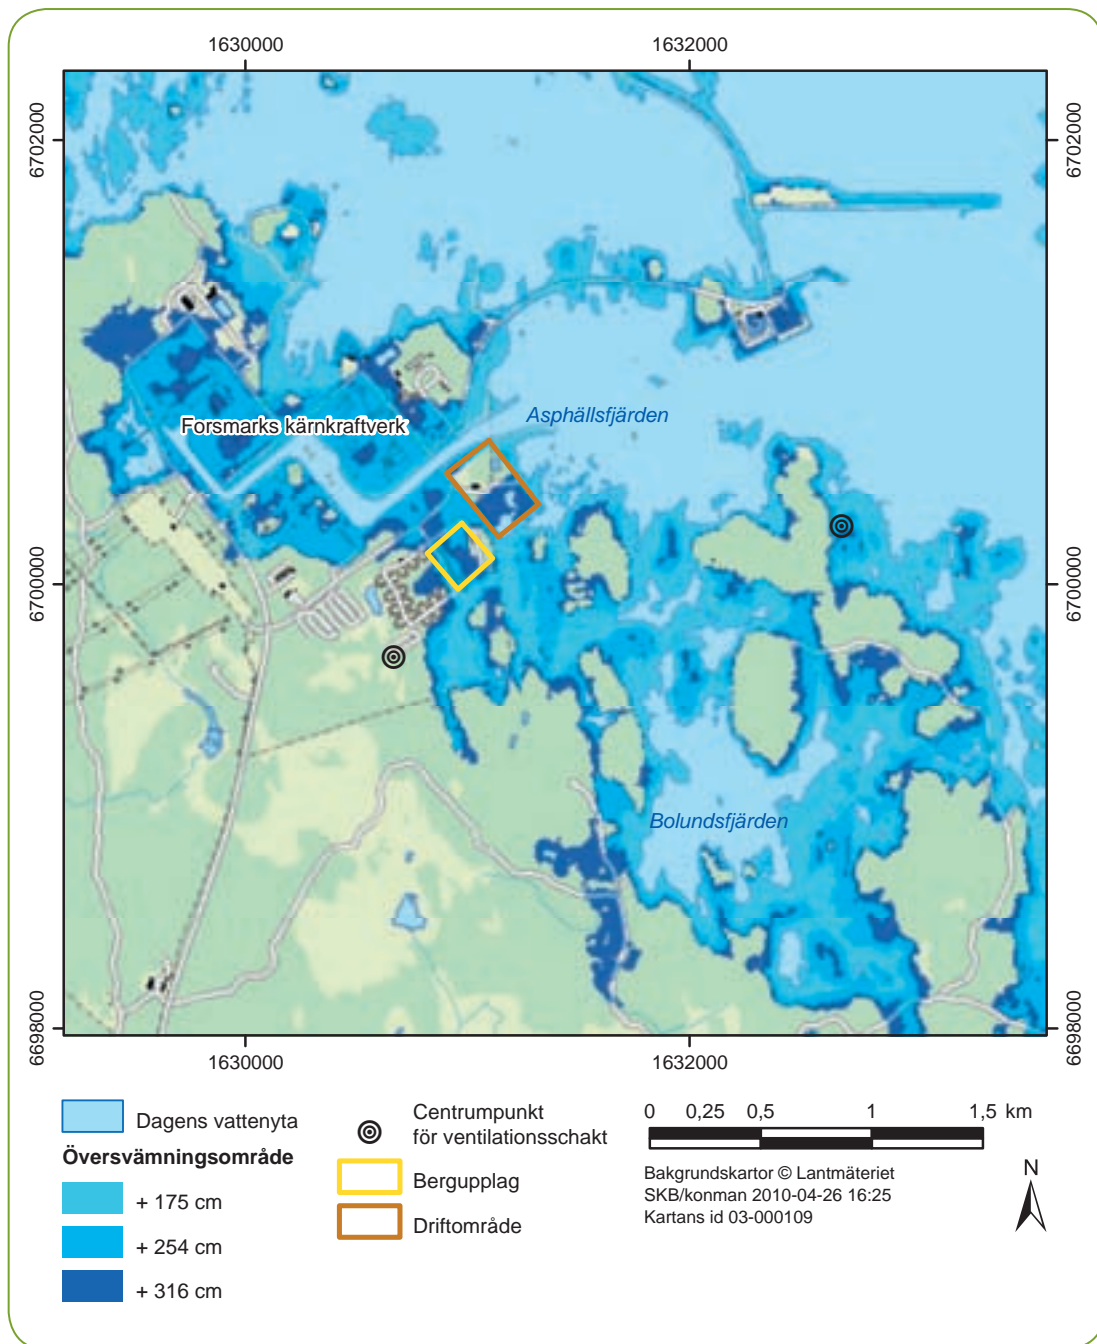 1630000
1632000
6702000
6702000
Asphällsfjärden
Forsmarks kärnkraftverk
6700000
6700000
Bolundsfjärden
6698000
6698000
1630000
1632000
Dagens vattenyta
Översvämningsområde
+ 175 cm
+ 254 cm
+ 316 cm
Centrumpunkt
för ventilationsschakt
Bergupplag
Driftområde
0 0,25 0,5 1 1,5 km
Bakgrundskartor © Lantmäteriet
SKB/konman 2010-04-26 16:25
Kartans id 03-000109
N